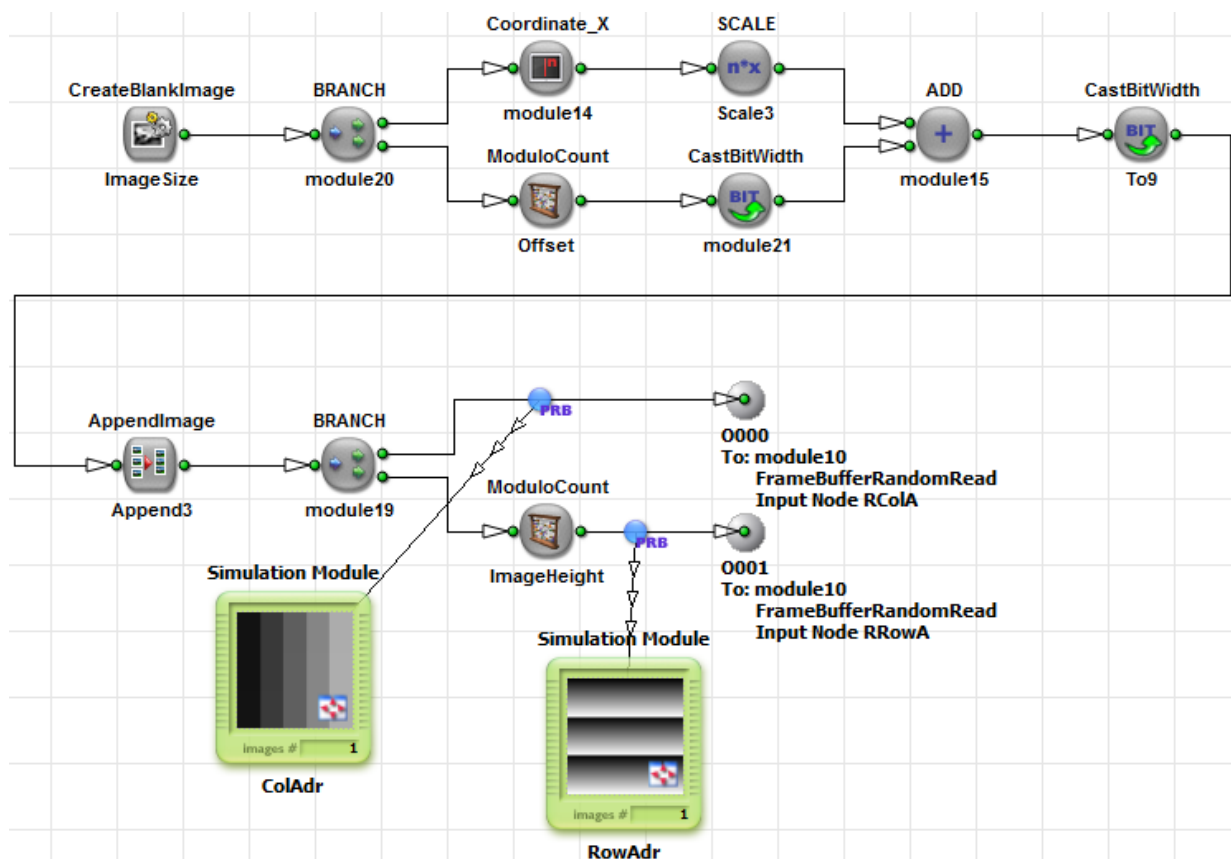 Coordinate_X
SCALE
CreateBlankImage
BRANCH
n*x
ADD
CastBitWidth
module14
Scale3
ModuloCount
CastBitWidth
+
BIT
ImageSize
module20
BIT
module15
To9
Offset
module21
AppendImage
BRANCH
PRB
O000
To: module10
FrameBufferRandomRead
Input Node RColA
ModuloCount
Append3
module19
PRB
O001
To: module10
FrameBufferRandomRead
Input Node RRowA
ImageHeight
Simulation Module
images # 1
ColAdr
Simulation Module
images # 1
RowAdr